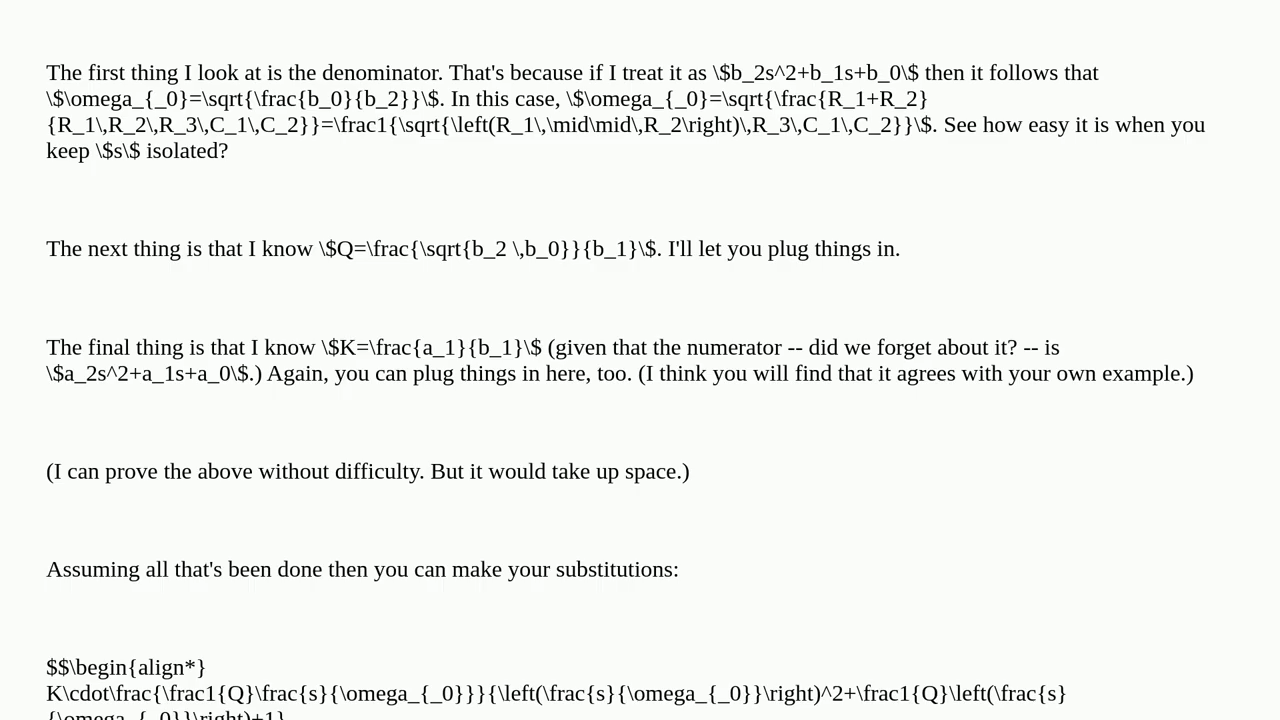 The first thing I look at is the denominator. That's because if I treat it as \$b_2s^2+b_1s+b_0\$ then it follows that
\$\omega_{_0}=\sqrt{\frac{b_0}{b_2}}\$. In this case, \$\omega_{_0}=\sqrt{\frac{R_1+R_2}
{R_1\,R_2\,R_3\,C_1\,C_2}}=\frac1{\sqrt{\left(R_1\,\mid\mid\,R_2\right)\,R_3\,C_1\,C_2}}\$. See how easy it is when you
keep \$s\$ isolated?
The next thing is that I know \$Q=\frac{\sqrt{b_2 \,b_0}}{b_1}\$. I'll let you plug things in.
The final thing is that I know \$K=\frac{a_1}{b_1}\$ (given that the numerator -- did we forget about it? -- is
\$a_2s^2+a_1s+a_0\$.) Again, you can plug things in here, too. (I think you will find that it agrees with your own example.)
(I can prove the above without difficulty. But it would take up space.)
Assuming all that's been done then you can make your substitutions:
$$\begin{align*}
K\cdot\frac{\frac1{Q}\frac{s}{\omega_{_0}}}{\left(\frac{s}{\omega_{_0}}\right)^2+\frac1{Q}\left(\frac{s}
{\omega_{_0}}\right)+1}